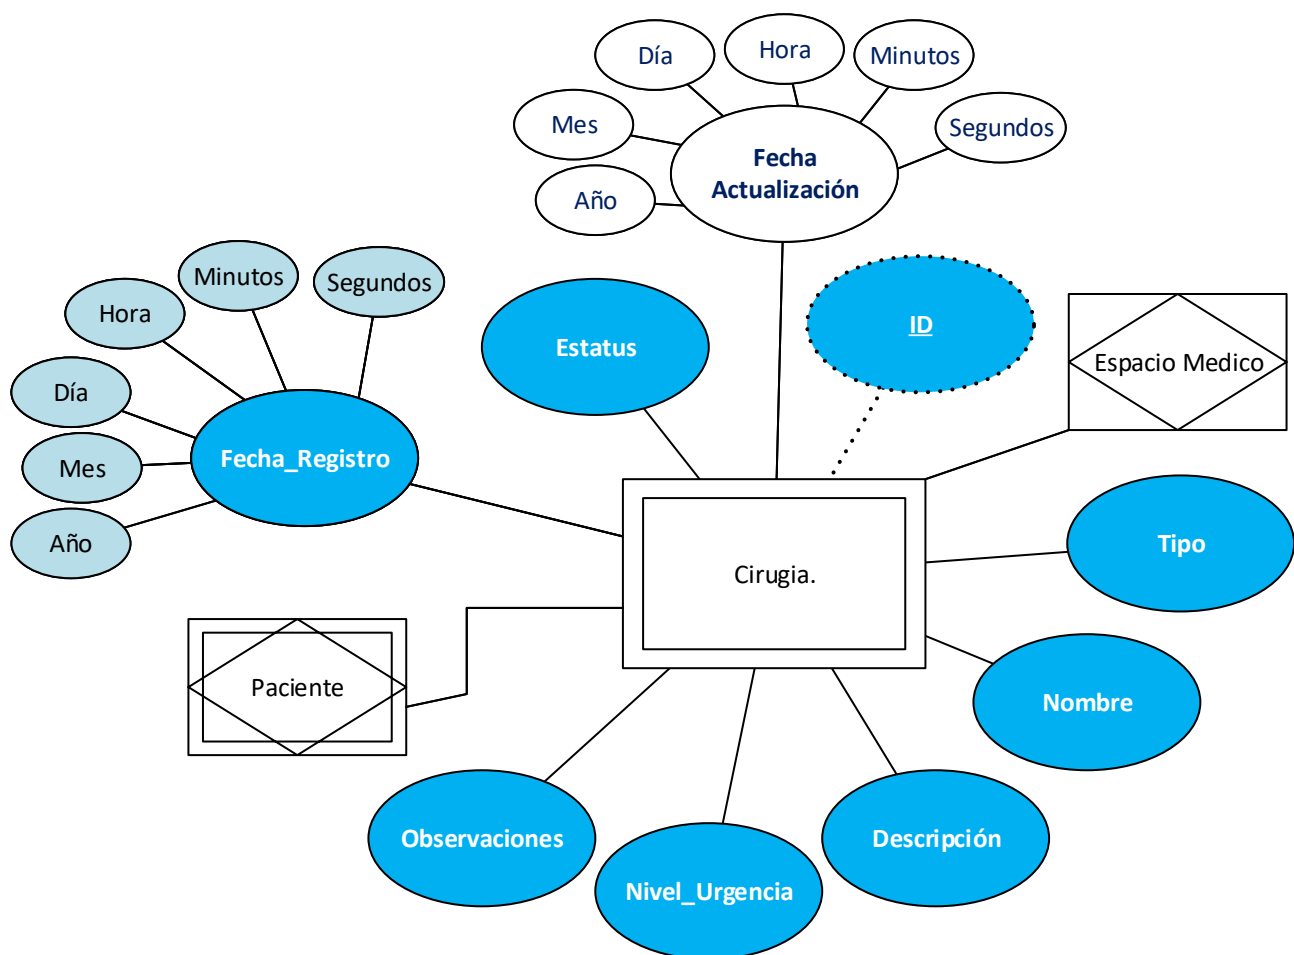 Día
Hora
Minutos
Mes
Segundos
Fecha
Actualización
Año
Minutos
Segundos
Hora
Estatus
ID
Espacio Medico
Día
Fecha_Registro
Mes
Año
Tipo
Cirugia.
Paciente
Nombre
Observaciones
Descripción
Nivel_Urgencia